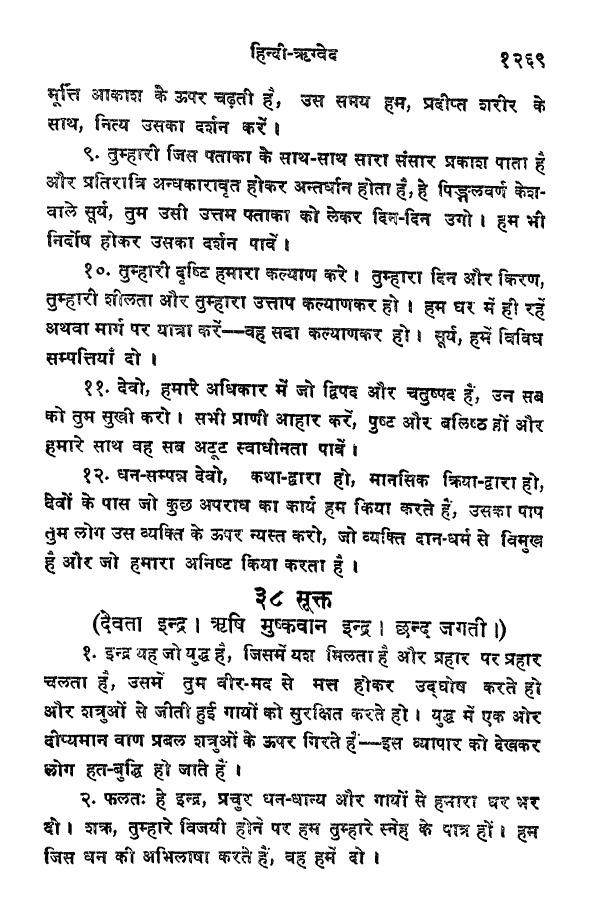 हिन्दी-ऋग्वेद १२६९
मूर्त्ति आकाश के ऊपर चढ़ती है, उस समय हम, प्रदीप्त शरीर के
साथ, नित्य उसका दर्शन करें।
९. तुम्हारी जिस पताका के साथ-साथ सारा संसार प्रकाश पाता है
और प्रतिरात्रि अन्धकारावृत होकर अन्तर्धान होता है, हे पिङ्गलवर्ण केश-
वाले सूर्य, तुम उसी उत्तम पताका को लेकर दिन-दिन उगो। हम भी
निर्दोष होकर उसका दर्शन पावें।
१०. तुम्हारी दृष्टि हमारा कल्याण करे। तुम्हारा दिन और किरण,
तुम्हारी शीलता और तुम्हारा उत्ताप कल्याणकर हो। हम घर में ही रहें
अथवा मार्ग पर यात्रा करें—वह सदा कल्याणकर हो। सूर्य, हमें विविध
सम्पत्तियाँ दो।
११. देवो, हमारे अधिकार में जो द्विपद और चतुष्पद हैं, उन सब
को तुम सुखी करो। सभी प्राणी आहार करें, पुष्ट और बलिष्ठ हों और
हमारे साथ वह सब अटूट स्वाधीनता पावें।
१२. धन-सम्पन्न देवो, कथा-द्वारा हो, मानसिक क्रिया-द्वारा हो,
देवों के पास जो कुछ अपराध का कार्य हम किया करते हैं, उसका पाप
तुम लोग उस व्यक्ति के ऊपर न्यस्त करो, जो व्यक्ति दान-धर्म से विमुख
है और जो हमारा अनिष्ट किया करता है।
३८ सूक्त
(देवता इन्द्र। ऋषि मुष्कवान इन्द्र। छन्द जगती।)
१. इन्द्र यह जो युद्ध है, जिसमें यश मिलता है और प्रहार पर प्रहार
चलता है, उसमें तुम वीर-मद से मत्त होकर उद्घोष करते हो
और शत्रुओं से जीती हुई गायों को सुरक्षित करते हो। युद्ध में एक ओर
दीप्यमान वाण प्रबल शत्रुओं के ऊपर गिरते हैं—इस व्यापार को देखकर
लोग हत-बुद्धि हो जाते हैं।
२. फलतः हे इन्द्र, प्रचुर धन-धान्य और गायों से हमारा घर भर
दो। शक्र, तुम्हारे विजयी होने पर हम तुम्हारे स्नेह के पात्र हों। हम
जिस धन की अभिलाषा करते हैं, वह हमें दो।